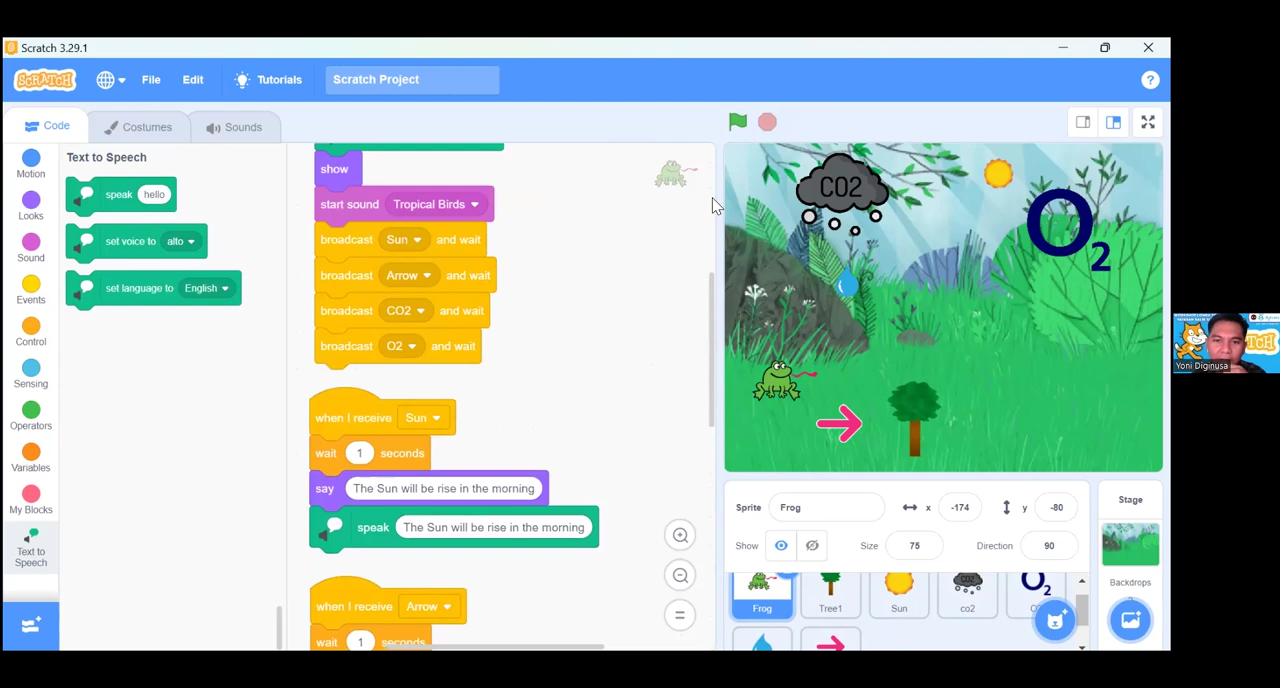 Scratch 3.29.1
SCRATCH
File
Edit
Tutorials
Scratch Project
?
Code
Costumes
Sounds
Motion
Looks
Sound
Events
Control
Sensing
Operators
Variables
My Blocks
Text to Speech
Text to Speech
speak hello
set voice to alto
set language to English
show
start sound Tropical Birds
broadcast Sun and wait
broadcast Arrow and wait
broadcast CO2 and wait
broadcast O2 and wait
when I receive Sun
wait 1 seconds
say The Sun will be rise in the morning
speak The Sun will be rise in the morning
when I receive Arrow
wait 1 seconds
CO2
O2
Sprite Frog x -174 y -80
Show Size 75 Direction 90
Frog
Tree1
Sun
co2
CO2
O2
Stage
Backdrops
Yoni Diginusa